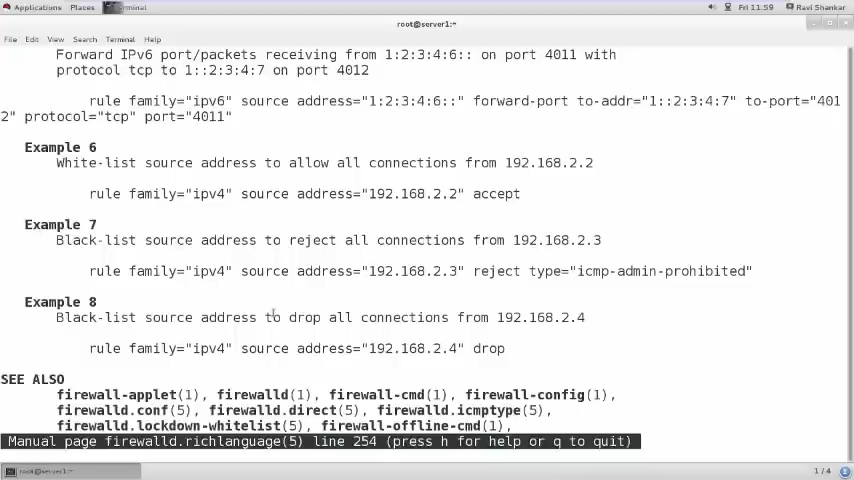 Applications Places Terminal Fri 11:59 Ravi Shankar
root@server1:~
File Edit View Search Terminal Help
Forward IPv6 port/packets receiving from 1:2:3:4:6:: on port 4011 with
protocol tcp to 1::2:3:4:7 on port 4012
rule family="ipv6" source address="1:2:3:4:6::" forward-port to-addr="1::2:3:4:7" to-port="401
2" protocol="tcp" port="4011"
Example 6
White-list source address to allow all connections from 192.168.2.2
rule family="ipv4" source address="192.168.2.2" accept
Example 7
Black-list source address to reject all connections from 192.168.2.3
rule family="ipv4" source address="192.168.2.3" reject type="icmp-admin-prohibited"
Example 8
Black-list source address to drop all connections from 192.168.2.4
rule family="ipv4" source address="192.168.2.4" drop
SEE ALSO
firewall-applet(1), firewalld(1), firewall-cmd(1), firewall-config(1),
firewalld.conf(5), firewalld.direct(5), firewalld.icmptype(5),
firewalld.lockdown-whitelist(5), firewall-offline-cmd(1),
Manual page firewalld.richlanguage(5) line 254 (press h for help or q to quit)
root@server1:~ 1 / 4